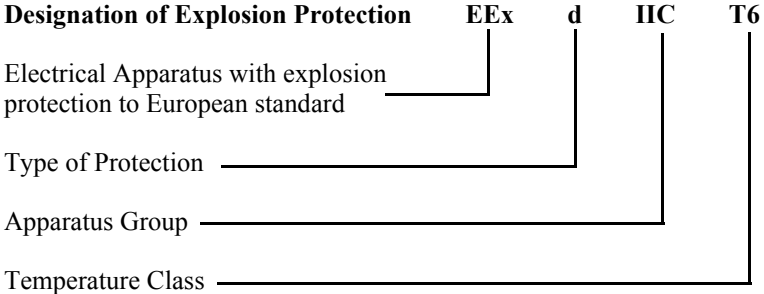 Designation of Explosion Protection EEx d IIC T6
Electrical Apparatus with explosion
protection to European standard
Type of Protection
Apparatus Group
Temperature Class